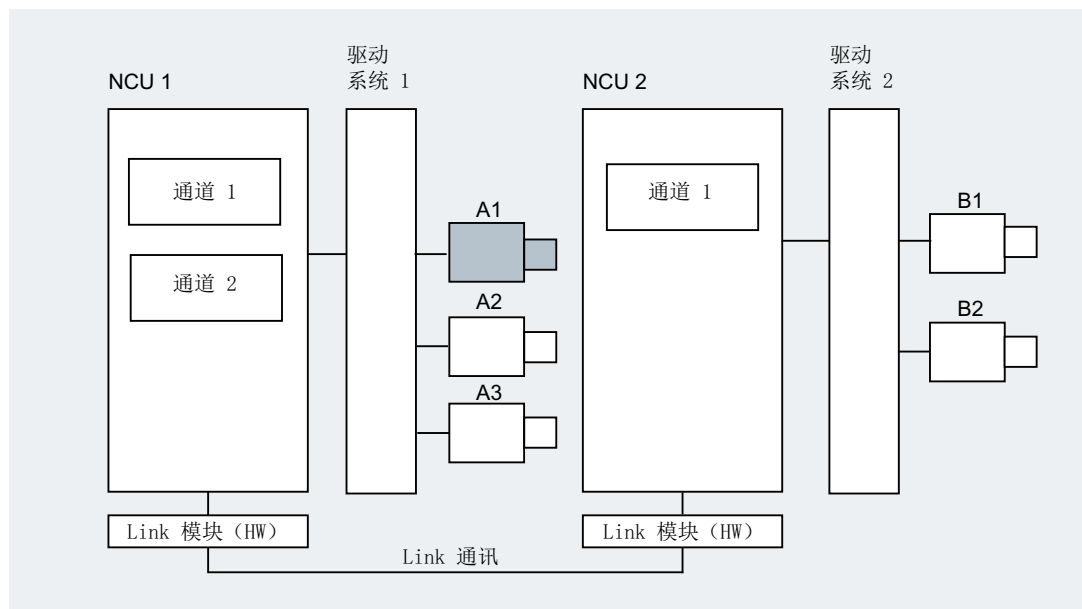 驱动
系统 1
NCU 1
驱动
系统 2
NCU 2
通道 1
通道 2
A1
A2
A3
通道 1
B1
B2
Link 模块（HW）
Link 模块（HW）
Link 通讯